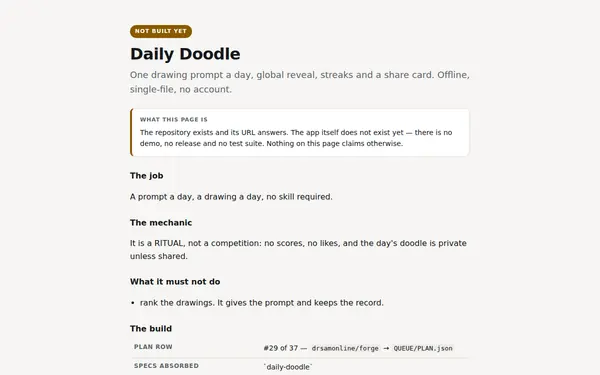 NOT BUILT YET
Daily Doodle
One drawing prompt a day, global reveal, streaks and a share card. Offline,
single-file, no account.
WHAT THIS PAGE IS
The repository exists and its URL answers. The app itself does not exist yet — there is no
demo, no release and no test suite. Nothing on this page claims otherwise.
The job
A prompt a day, a drawing a day, no skill required.
The mechanic
It is a RITUAL, not a competition: no scores, no likes, and the day's doodle is private
unless shared.
What it must not do
• rank the drawings. It gives the prompt and keeps the record.
The build
PLAN ROW #29 of 37 — drsamonline/forge → QUEUE/PLAN.json
SPECS ABSORBED `daily-doodle`